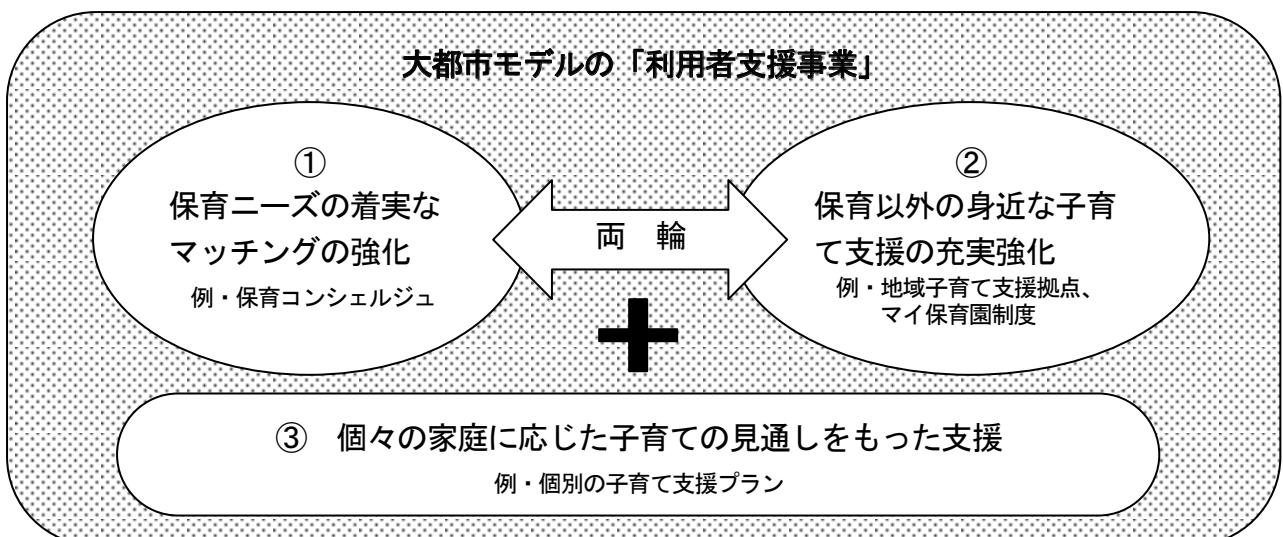 大都市モデルの「利用者支援事業」
①
保育ニーズの着実な
マッチングの強化
例・保育コンシェルジュ
両 輪
②
保育以外の身近な子育
て支援の充実強化
例・地域子育て支援拠点、
マイ保育園制度
③ 個々の家庭に応じた子育ての見通しをもった支援
例・個別の子育て支援プラン